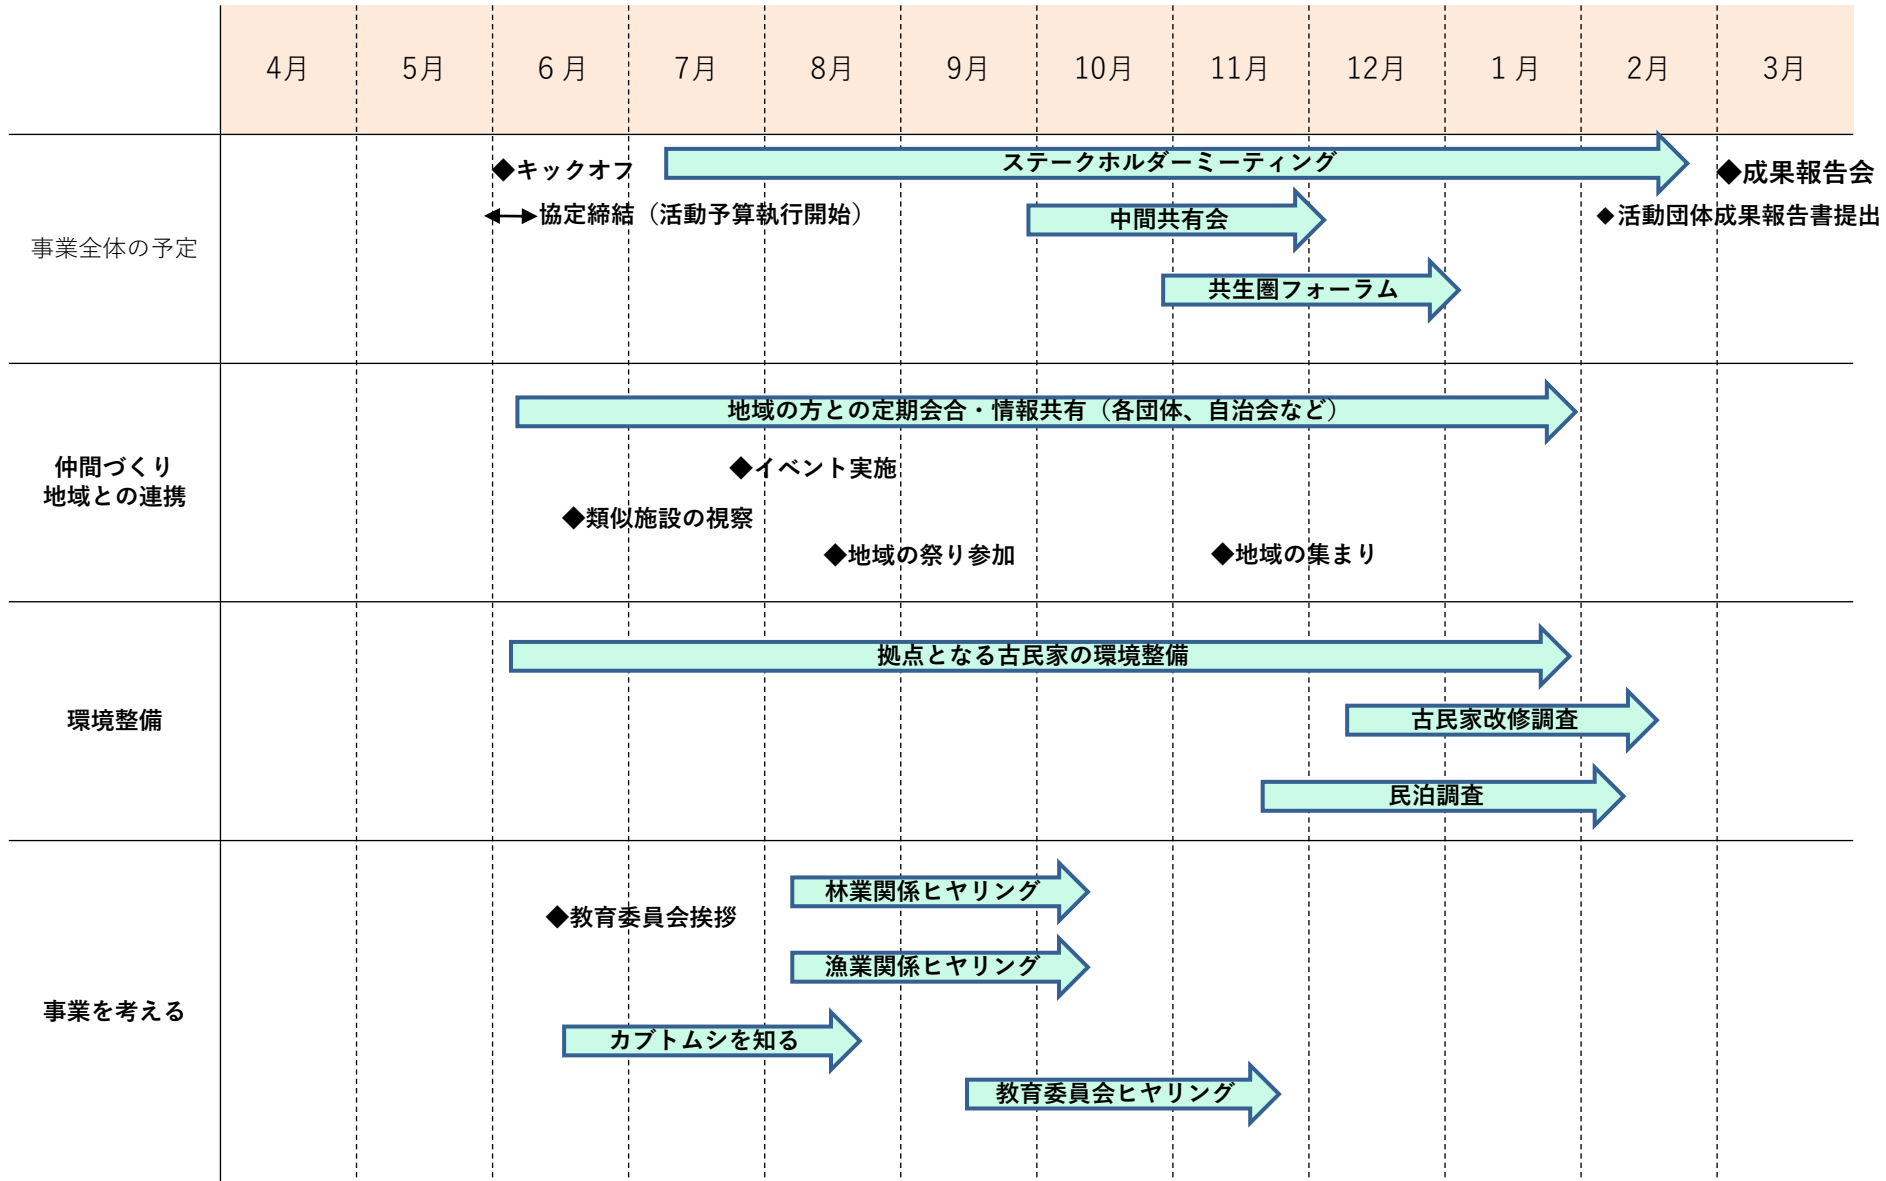 4月 5月 6月 7月 8月 9月 10月 11月 12月 1月 2月 3月
事業全体の予定
◆キックオフ
ステークホルダーミーティング
◆成果報告会
協定締結（活動予算執行開始）
中間共有会
◆活動団体成果報告書提出
共生圏フォーラム
仲間づくり
地域との連携
地域の方との定期会合・情報共有（各団体、自治会など）
◆イベント実施
◆類似施設の視察
◆地域の祭り参加
◆地域の集まり
環境整備
拠点となる古民家の環境整備
古民家改修調査
民泊調査
事業を考える
林業関係ヒヤリング
◆教育委員会挨拶
漁業関係ヒヤリング
カブトムシを知る
教育委員会ヒヤリング